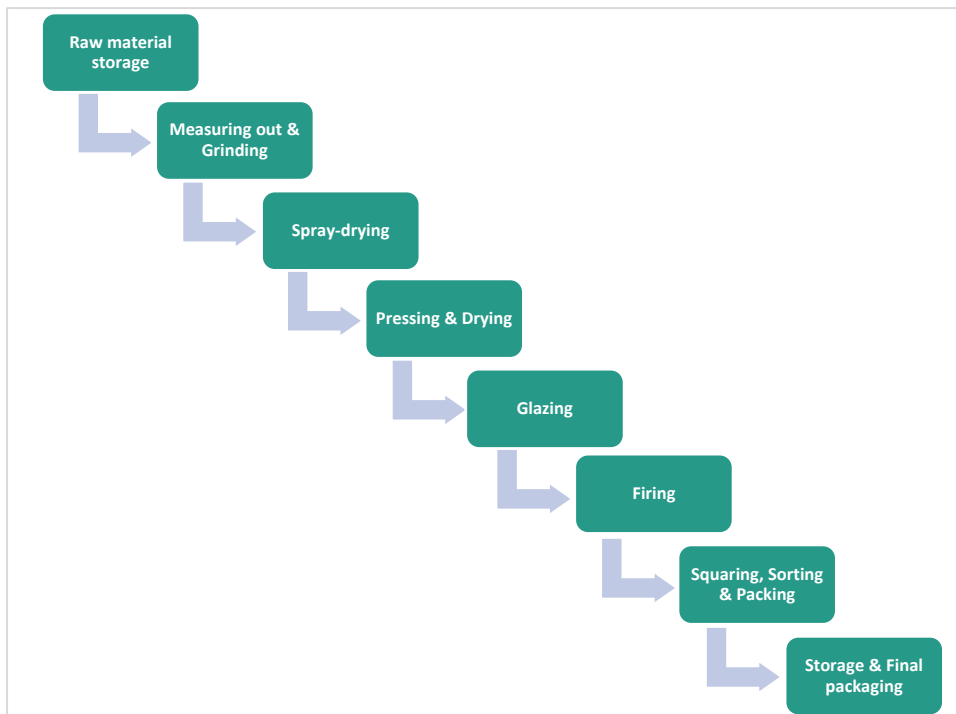 Raw material
storage
Measuring out &
Grinding
Spray-drying
Pressing & Drying
Glazing
Firing
Squaring, Sorting
& Packing
Storage & Final
packaging